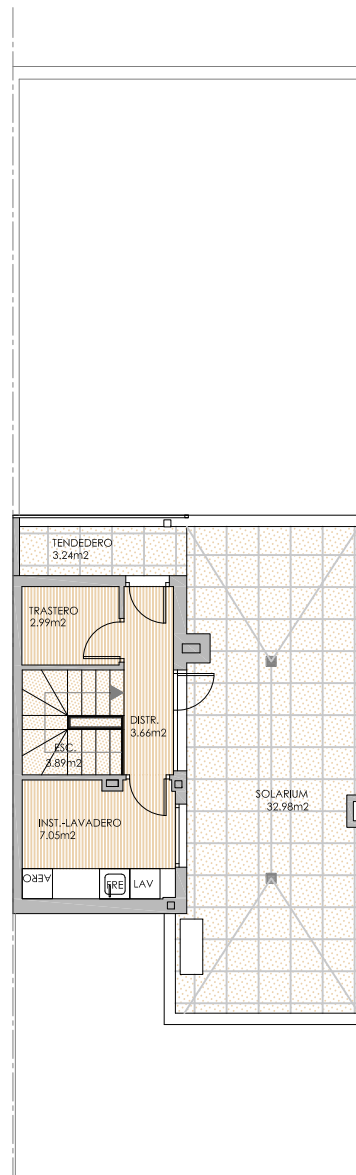 TENDEDERO
3.24m2
TRASTERO
2.99m2
DISTR.
3.66m2
ESC.
3.89m2
SOLARIUM
32.98m2
INST.-LAVADERO
7.05m2
AERO
FRE
LAV